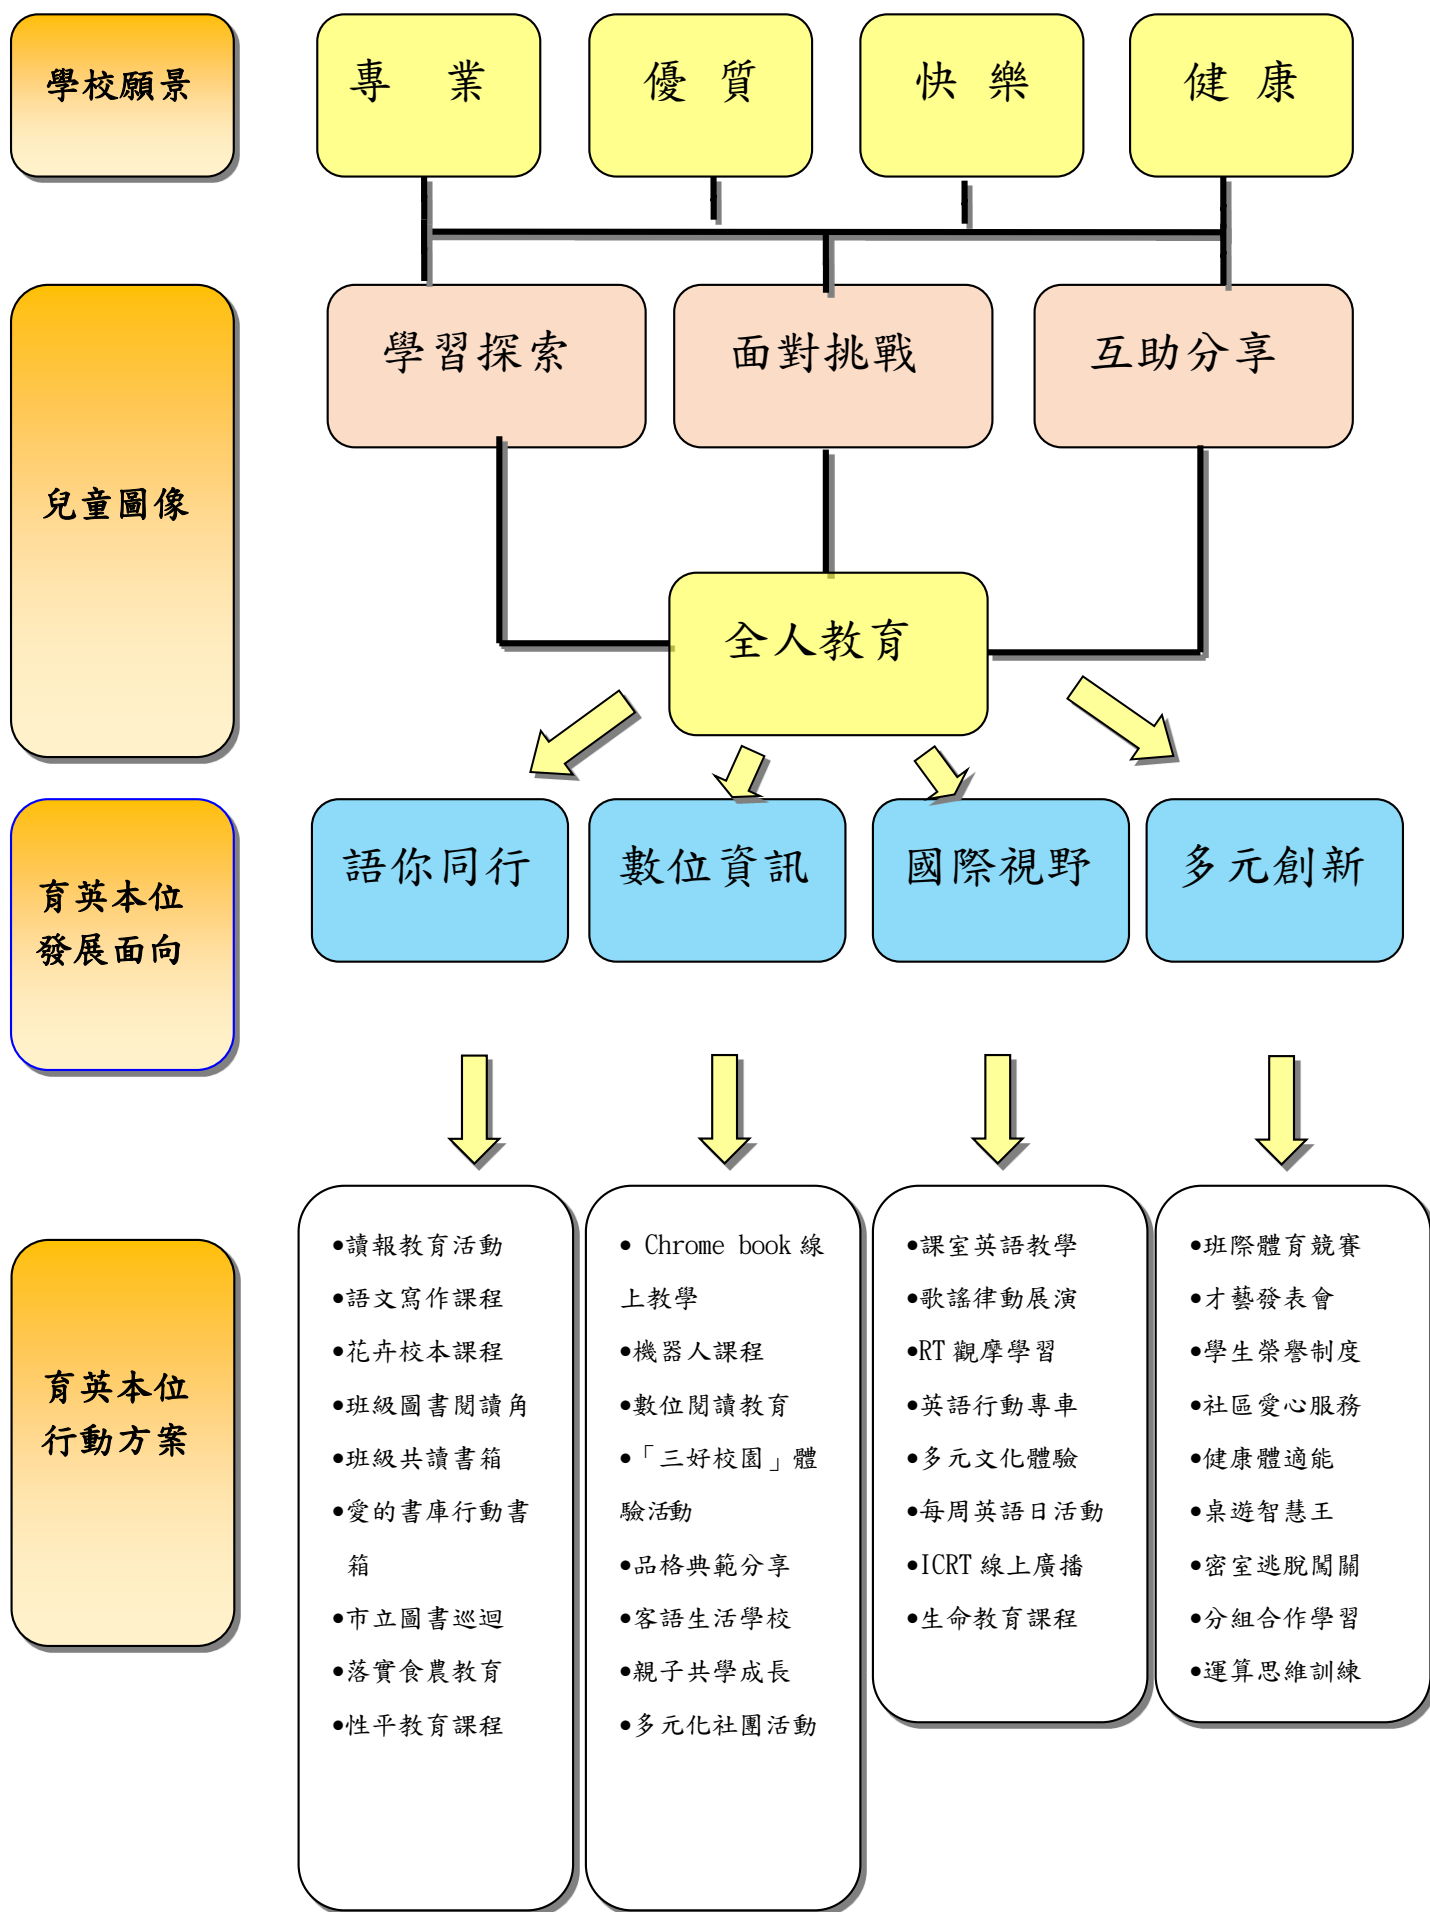 學校願景
專 業
優 質
快 樂
健 康
兒童圖像
學習探索
面對挑戰
互助分享
全人教育
育英本位
發展面向
語你同行
數位資訊
國際視野
多元創新
育英本位
行動方案
•讀報教育活動
•語文寫作課程
•花卉校本課程
•班級圖書閱讀角
•班級共讀書箱
•愛的書庫行動書
箱
•市立圖書巡迴
•落實食農教育
•性平教育課程
• Chrome book 線
上教學
•機器人課程
•數位閱讀教育
•「三好校園」體
驗活動
•品格典範分享
•客語生活學校
•親子共學成長
•多元化社團活動
•課室英語教學
•歌謠律動展演
•RT 觀摩學習
•英語行動專車
•多元文化體驗
•每周英語日活動
•ICRT 線上廣播
•生命教育課程
•班際體育競賽
•才藝發表會
•學生榮譽制度
•社區愛心服務
•健康體適能
•桌遊智慧王
•密室逃脫闖關
•分組合作學習
•運算思維訓練